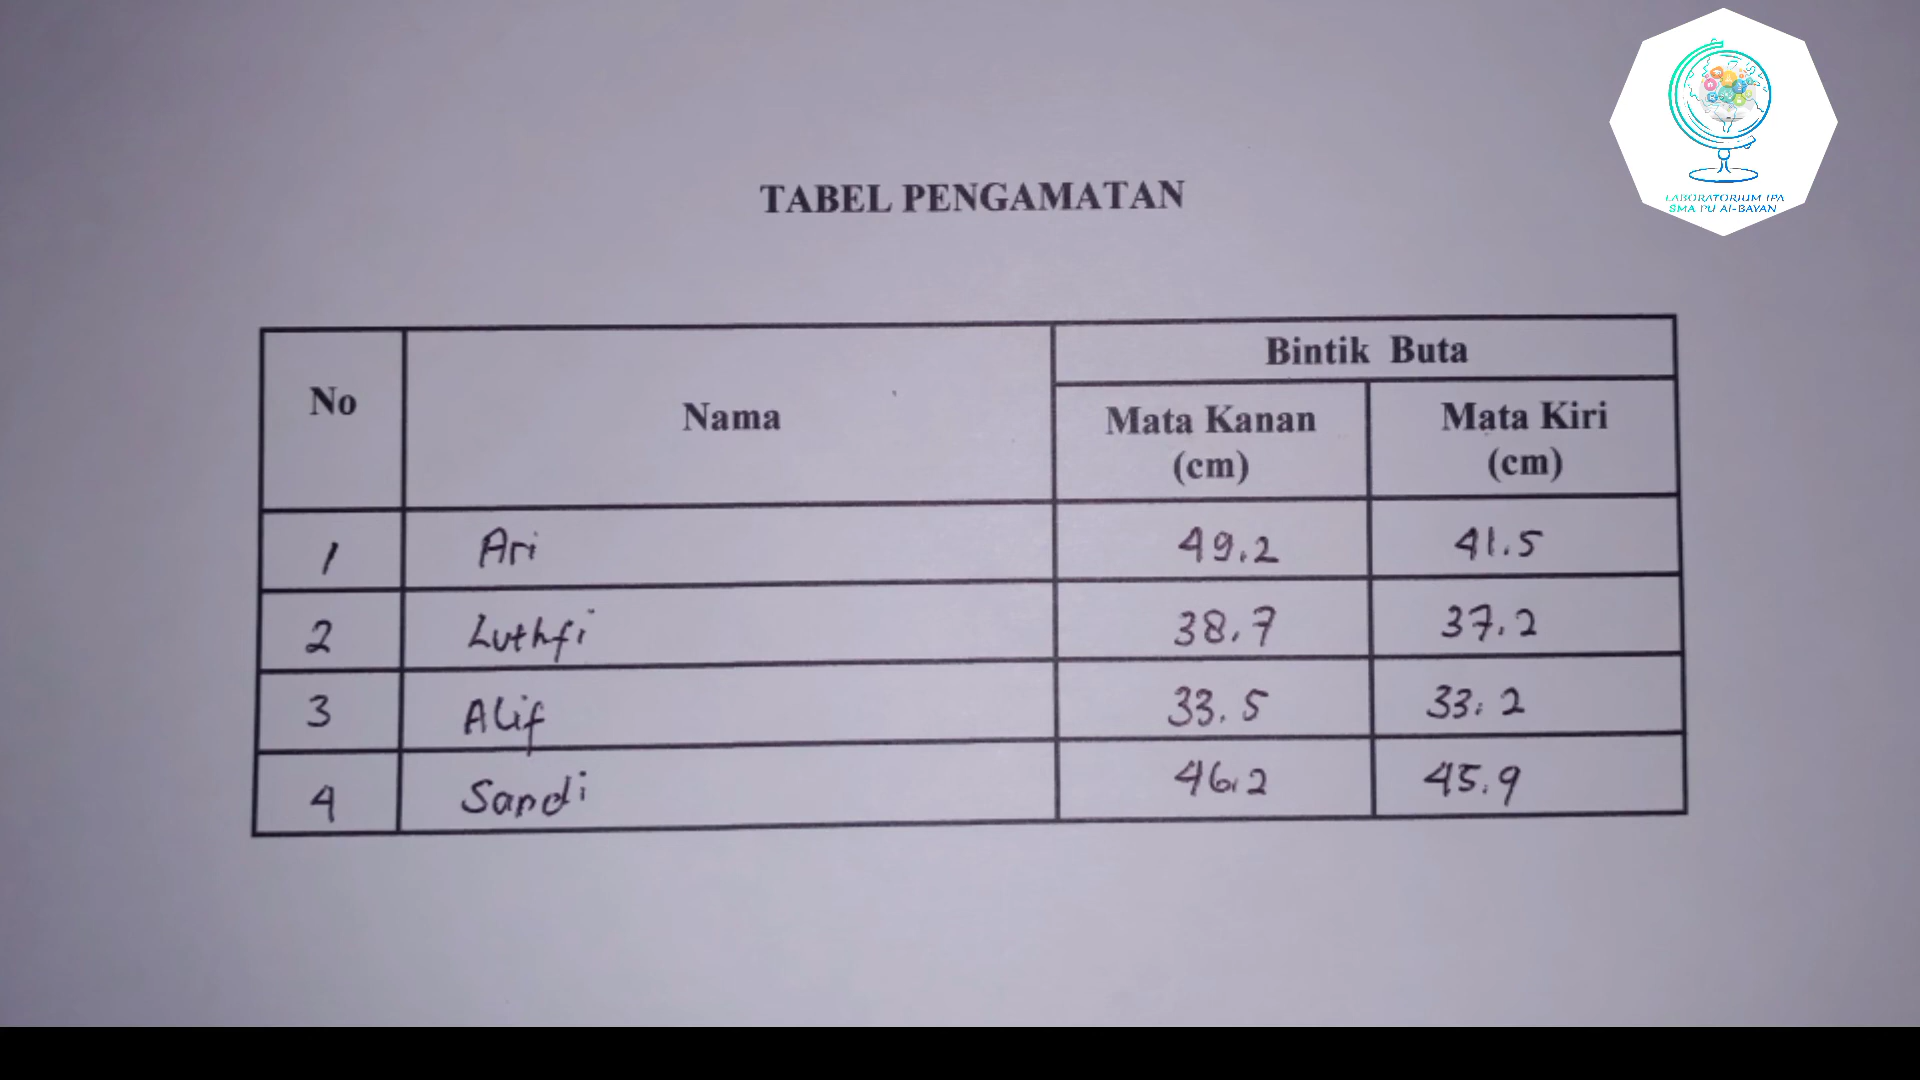 LABORATORIUM IPA
SMA PU Al-BAYAN
TABEL PENGAMATAN
No Nama Bintik Buta
Mata Kanan (cm) Mata Kiri (cm)
1 Ari 49.2 41.5
2 Luthfi 38.7 37.2
3 Alif 33.5 33.2
4 Sandi 46.2 45.9